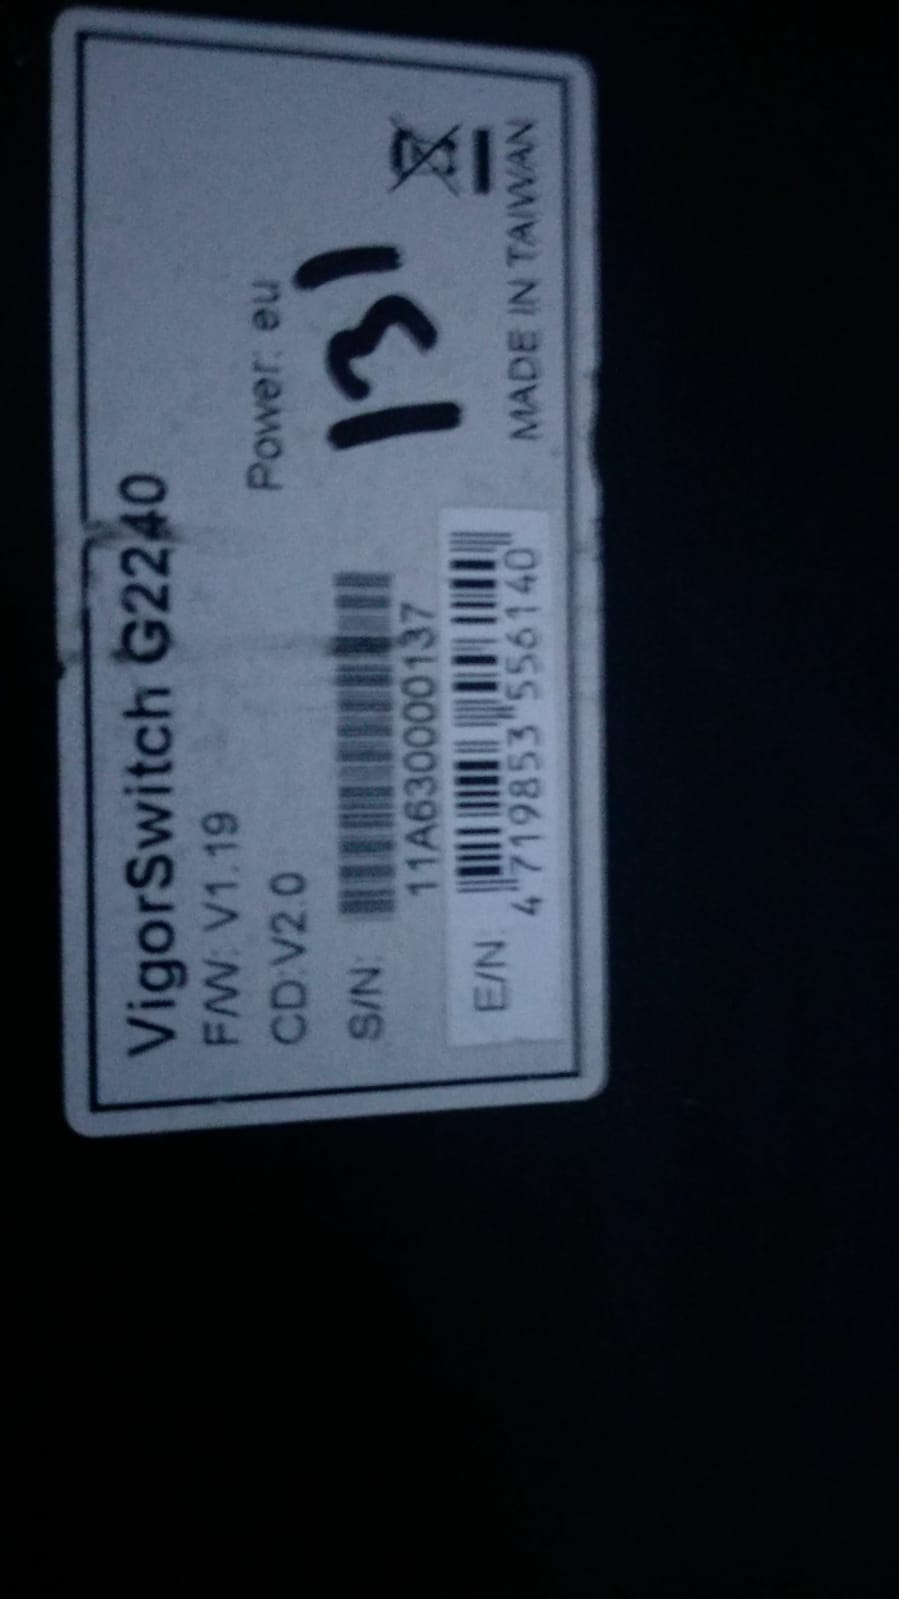 VigorSwitch G2240
F/W: V1.19
Power: eu
CD:V2.0
131
S/N:
11A630000137
E/N:
4 719853 556140
MADE IN TAIWAN